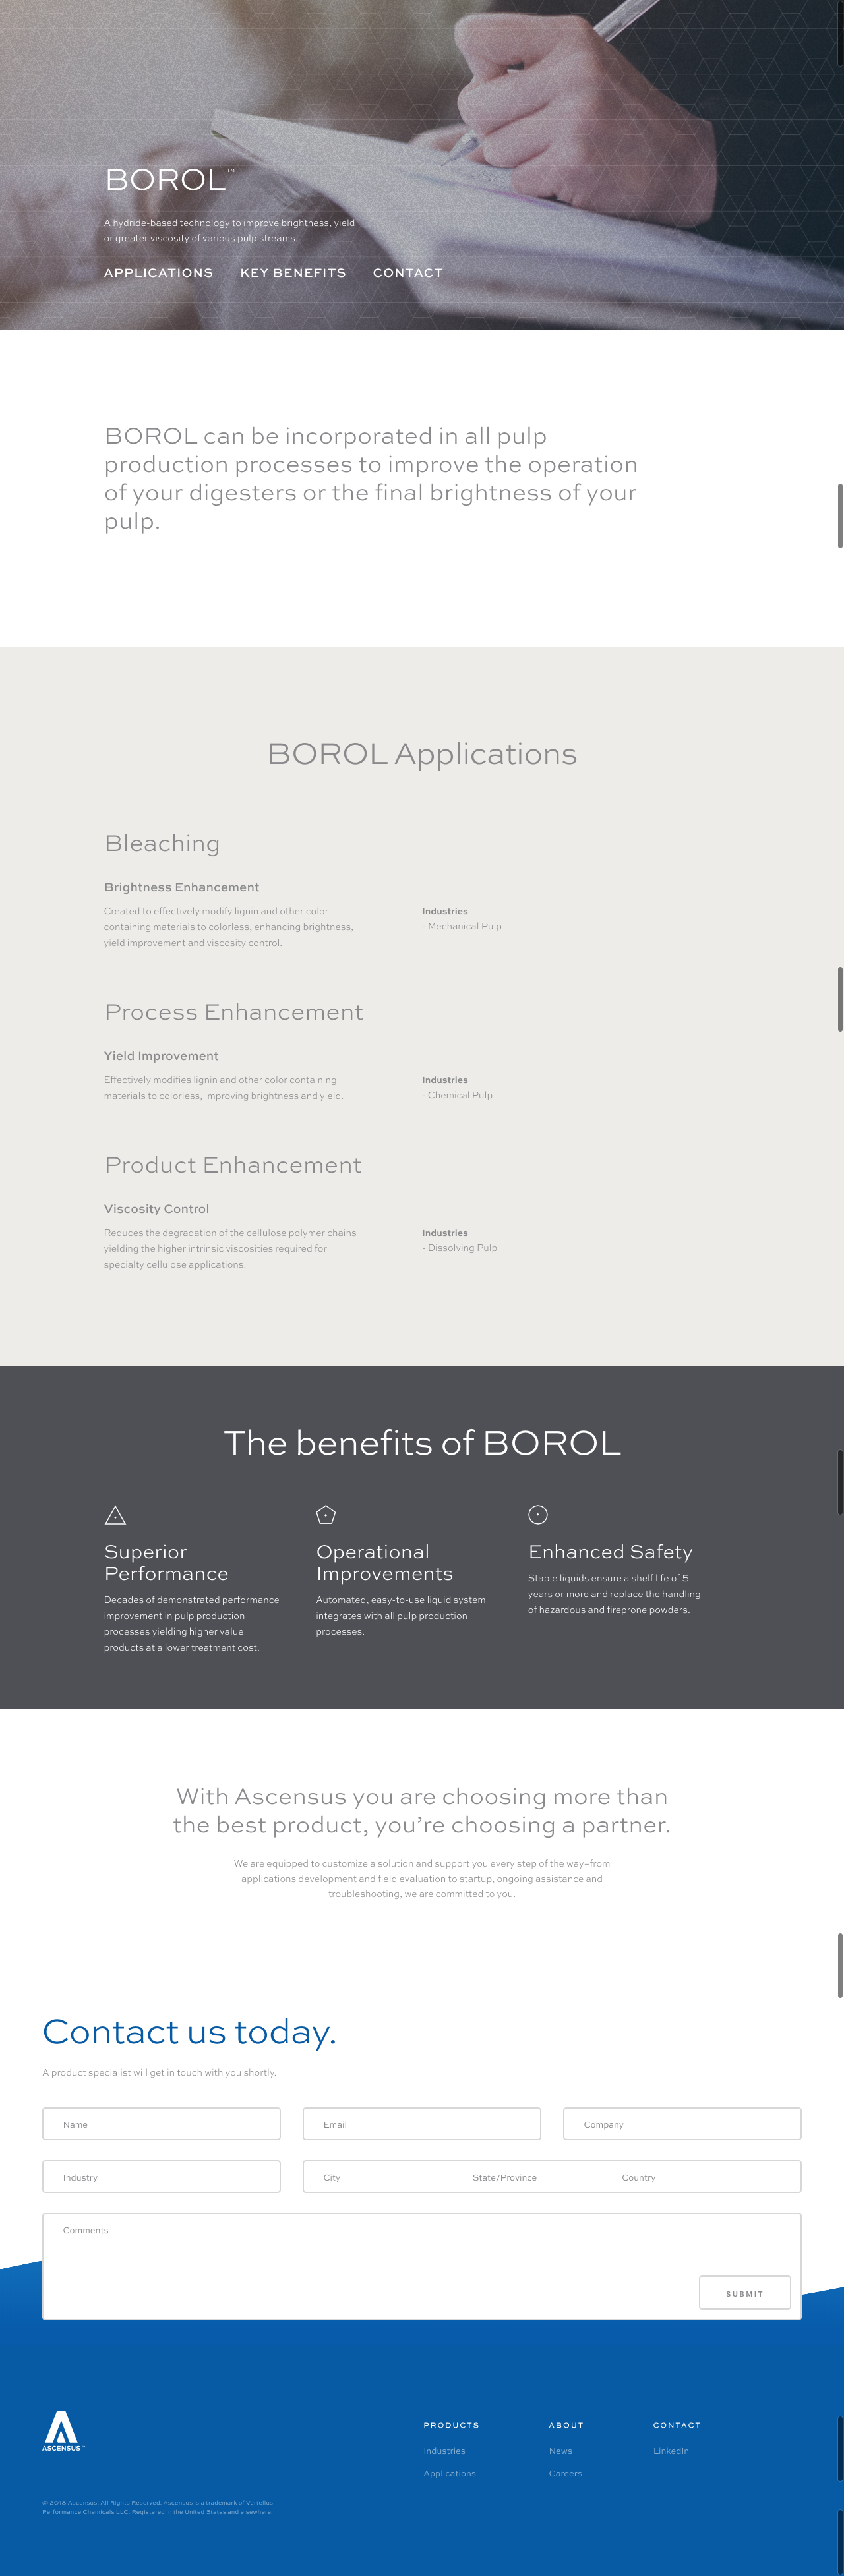 BOROL™
A hydride-based technology to improve brightness, yield
or greater viscosity of various pulp streams.
APPLICATIONS KEY BENEFITS CONTACT
BOROL can be incorporated in all pulp
production processes to improve the operation
of your digesters or the final brightness of your
pulp.
BOROL Applications
Bleaching
Brightness Enhancement
Created to effectively modify lignin and other color
containing materials to colorless, enhancing brightness,
yield improvement and viscosity control.
Industries
- Mechanical Pulp
Process Enhancement
Yield Improvement
Effectively modifies lignin and other color containing
materials to colorless, improving brightness and yield.
Industries
- Chemical Pulp
Product Enhancement
Viscosity Control
Reduces the degradation of the cellulose polymer chains
yielding the higher intrinsic viscosities required for
specialty cellulose applications.
Industries
- Dissolving Pulp
The benefits of BOROL
Superior
Performance
Decades of demonstrated performance
improvement in pulp production
processes yielding higher value
products at a lower treatment cost.
Operational
Improvements
Automated, easy-to-use liquid system
integrates with all pulp production
processes.
Enhanced Safety
Stable liquids ensure a shelf life of 5
years or more and replace the handling
of hazardous and fireprone powders.
With Ascensus you are choosing more than
the best product, you’re choosing a partner.
We are equipped to customize a solution and support you every step of the way–from
applications development and field evaluation to startup, ongoing assistance and
troubleshooting, we are committed to you.
Contact us today.
A product specialist will get in touch with you shortly.
Name Email Company
Industry City State/Province Country
Comments
SUBMIT
ASCENSUS™
PRODUCTS
Industries
Applications
ABOUT
News
Careers
CONTACT
LinkedIn
© 2018 Ascensus. All Rights Reserved. Ascensus is a trademark of Vertellus
Performance Chemicals LLC. Registered in the United States and elsewhere.